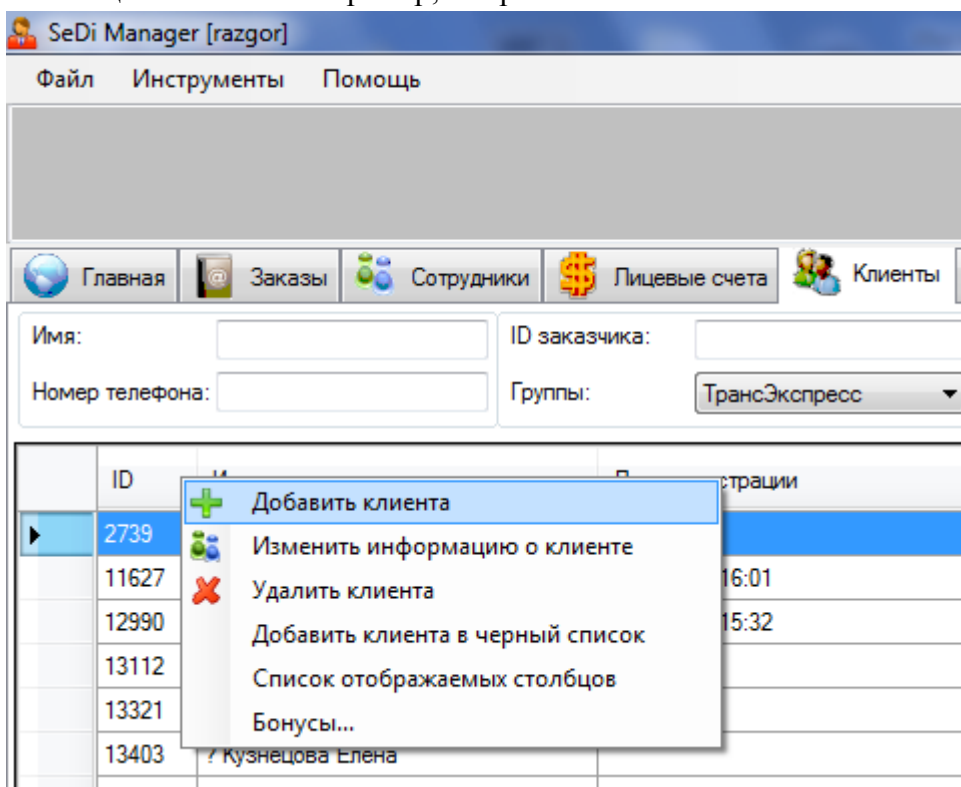 SeDi Manager [razgor]
Файл Инструменты Помощь
Главная Заказы Сотрудники Лицевые счета Клиенты
Имя: ID заказчика:
Номер телефона: Группы: ТрансЭкспресс
ID
2739
11627 16:01
12990 15:32
13112
13321
13403 ? Кузнецова Елена
Добавить клиента
Изменить информацию о клиенте
Удалить клиента
Добавить клиента в черный список
Список отображаемых столбцов
Бонусы...